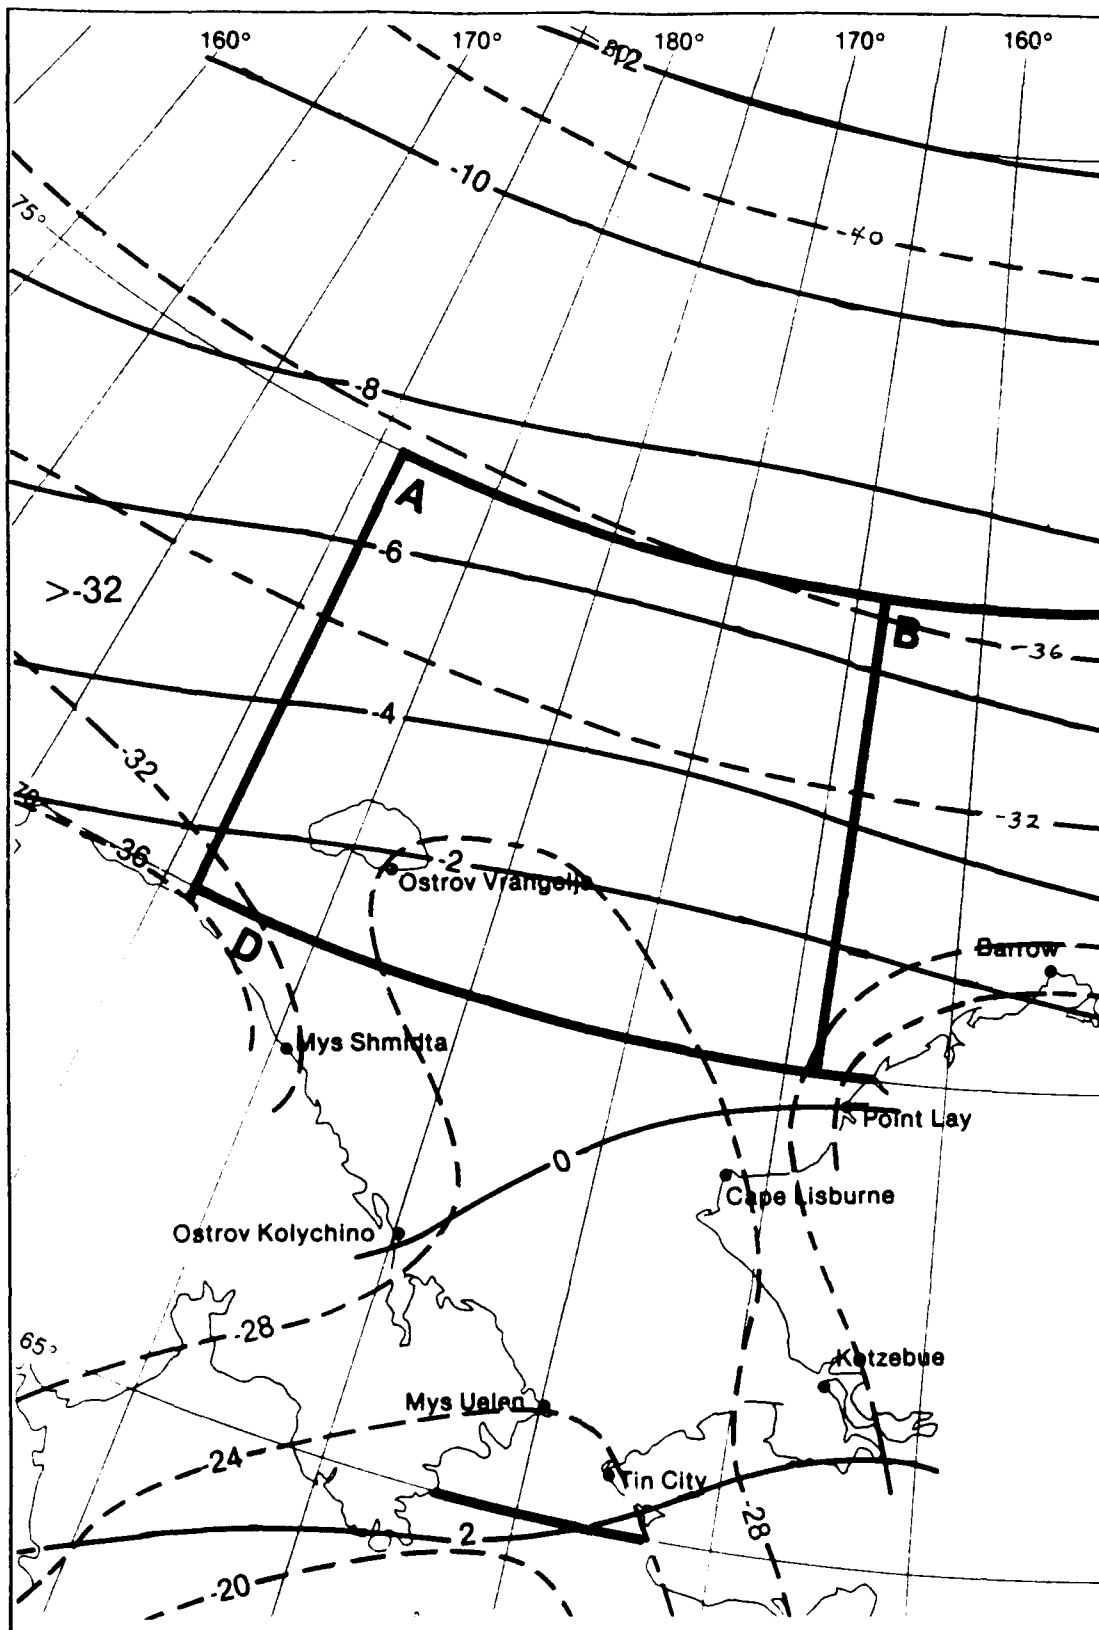 160° 170° 180° 170° 160°
-12
-10
-40
75°
-8
A
-6
>-32
B
-36
-4
-32
-32
70
-36
-2
Ostrov Vrangelja
D
Barrow
Mys Shmidta
Point Lay
0
Cape Lisburne
Ostrov Kolychino
-28
65°
Kotzebue
Mys Uelen
-24
Tin City
-28
2
-20